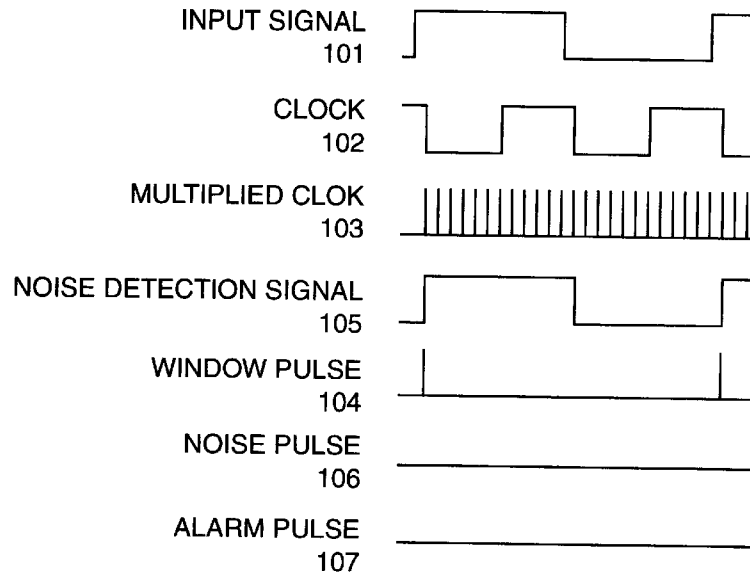 INPUT SIGNAL
101
CLOCK
102
MULTIPLIED CLOK
103
NOISE DETECTION SIGNAL
105
WINDOW PULSE
104
NOISE PULSE
106
ALARM PULSE
107